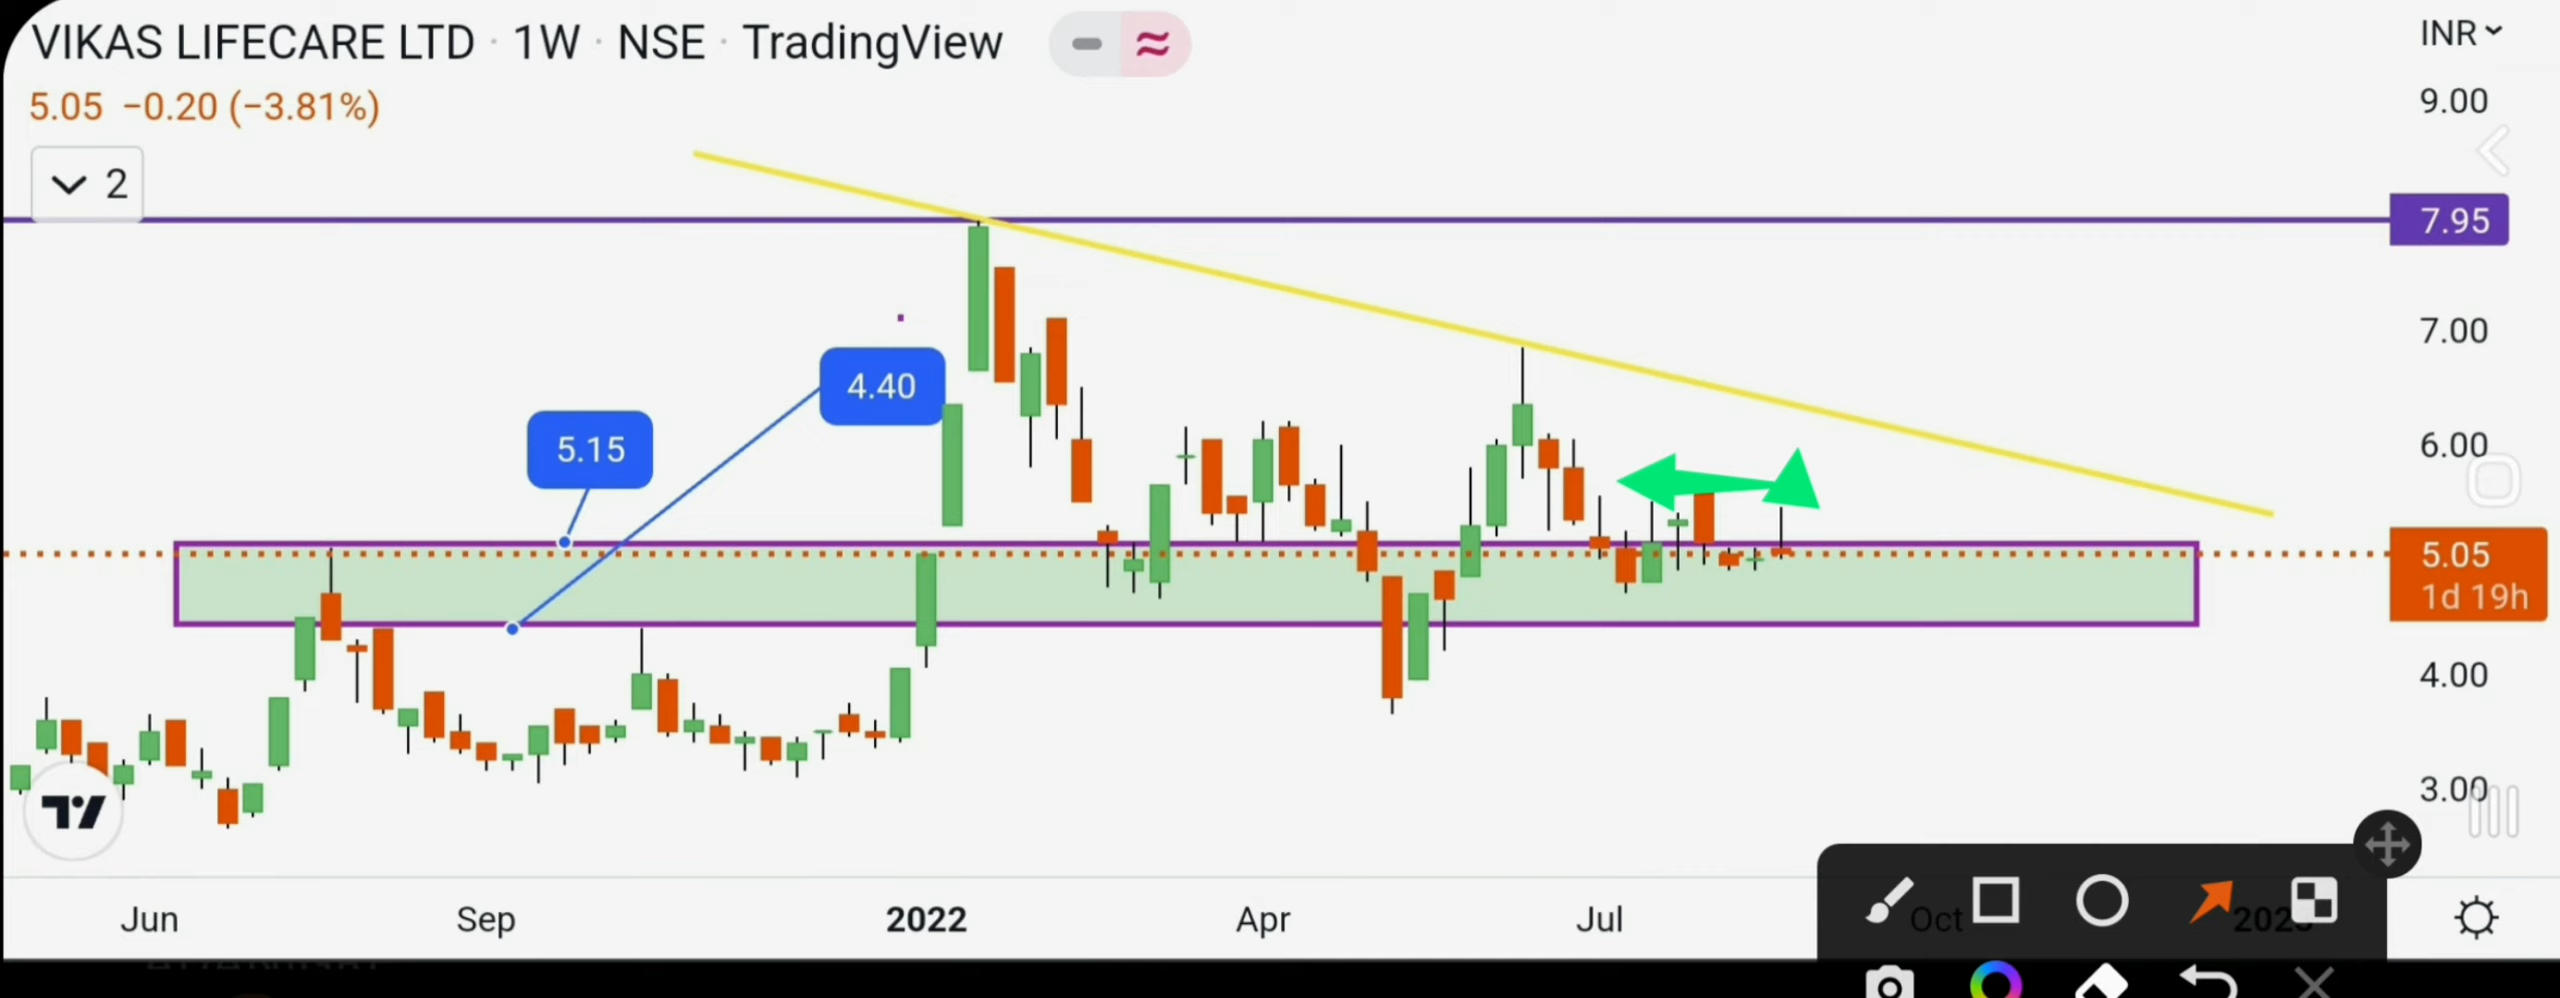 VIKAS LIFECARE LTD · 1W · NSE · TradingView
INR
5.05 −0.20 (−3.81%)
9.00
2
7.95
7.00
4.40
5.15
6.00
5.05
1d 19h
4.00
3.00
Jun Sep 2022 Apr Jul Oct 2023